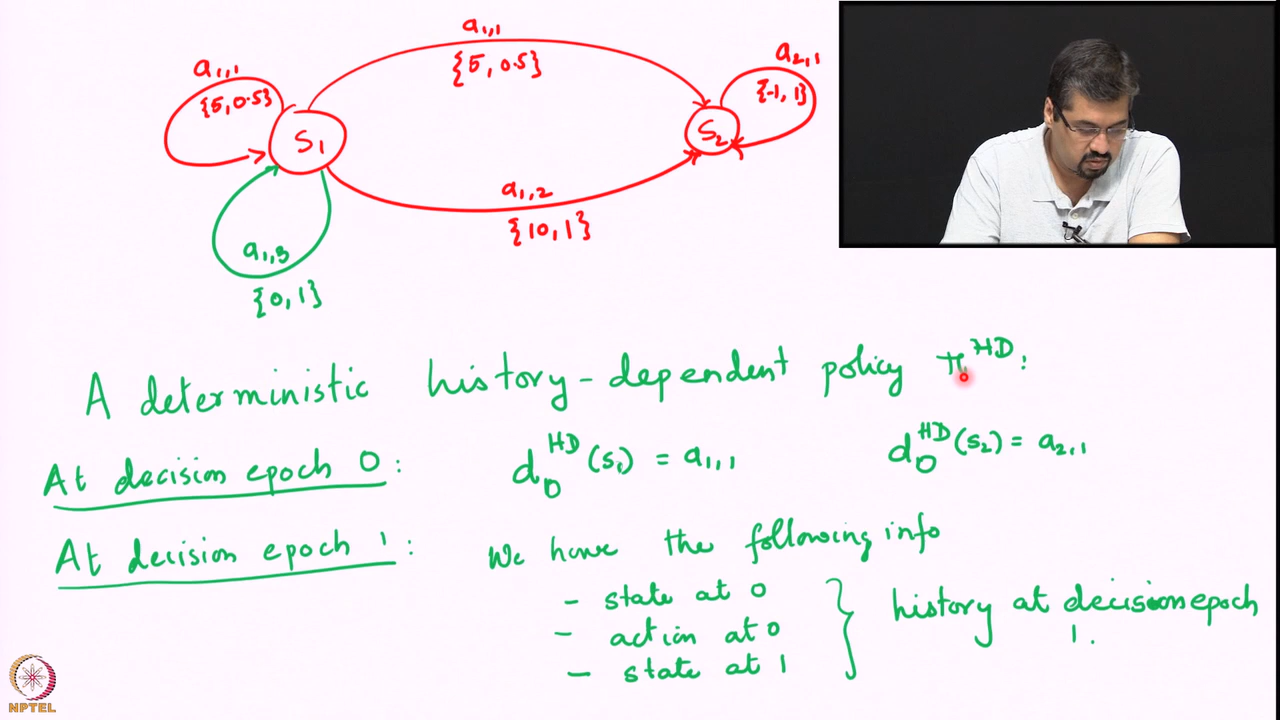 a1,1
{5, 0.5}
a1,1
{5, 0.5}
a2,1
{-1, 1}
S1
S2
a1,2
{10, 1}
a1,3
{0, 1}
A deterministic history-dependent policy π^HD :
At decision epoch 0 : d0^HD (s1) = a1,1 d0^HD (s2) = a2,1
At decision epoch 1 : We have the following info
- state at 0
- action at 0
- state at 1
history at decision epoch
1.
NPTEL